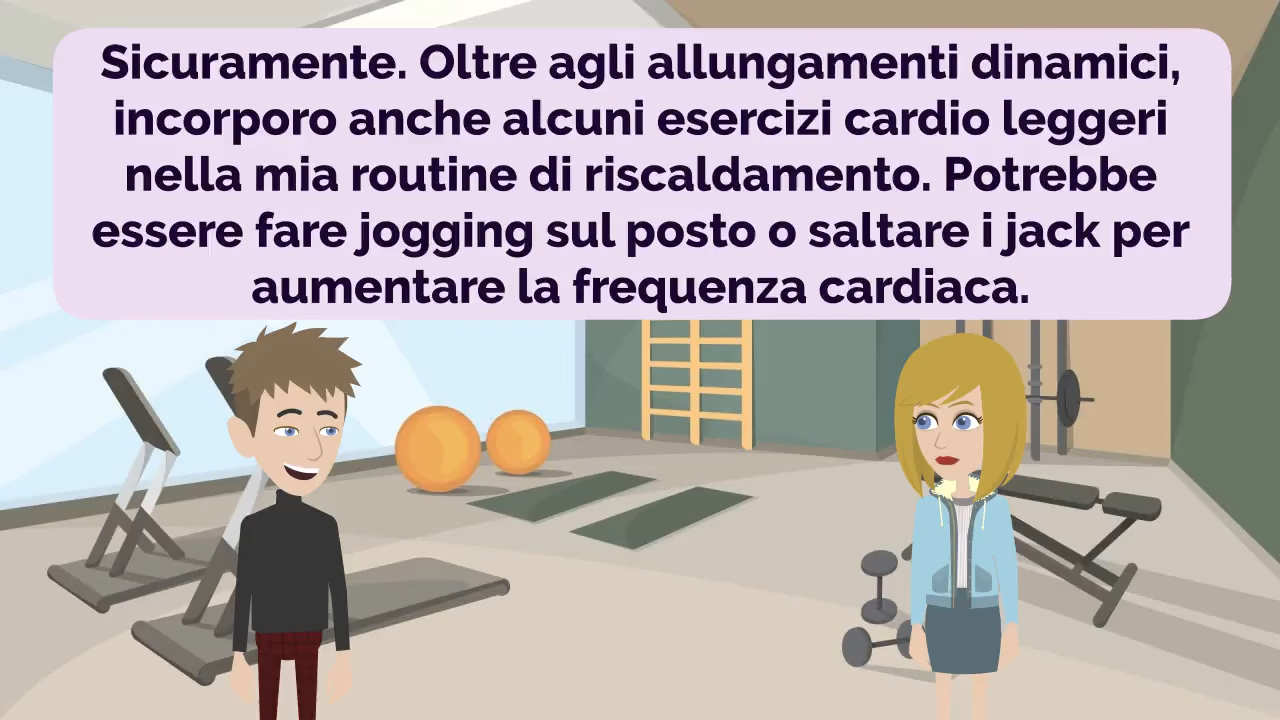 Sicuramente. Oltre agli allungamenti dinamici,
incorporo anche alcuni esercizi cardio leggeri
nella mia routine di riscaldamento. Potrebbe
essere fare jogging sul posto o saltare i jack per
aumentare la frequenza cardiaca.